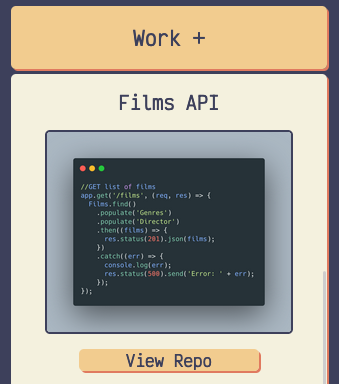 Work +
Films API
//GET list of films
app.get('/films', (req, res) => {
  Films.find()
    .populate('Genres')
    .populate('Director')
    .then((films) => {
      res.status(201).json(films);
    })
    .catch((err) => {
      console.log(err);
      res.status(500).send('Error: ' + err);
    });
});
View Repo